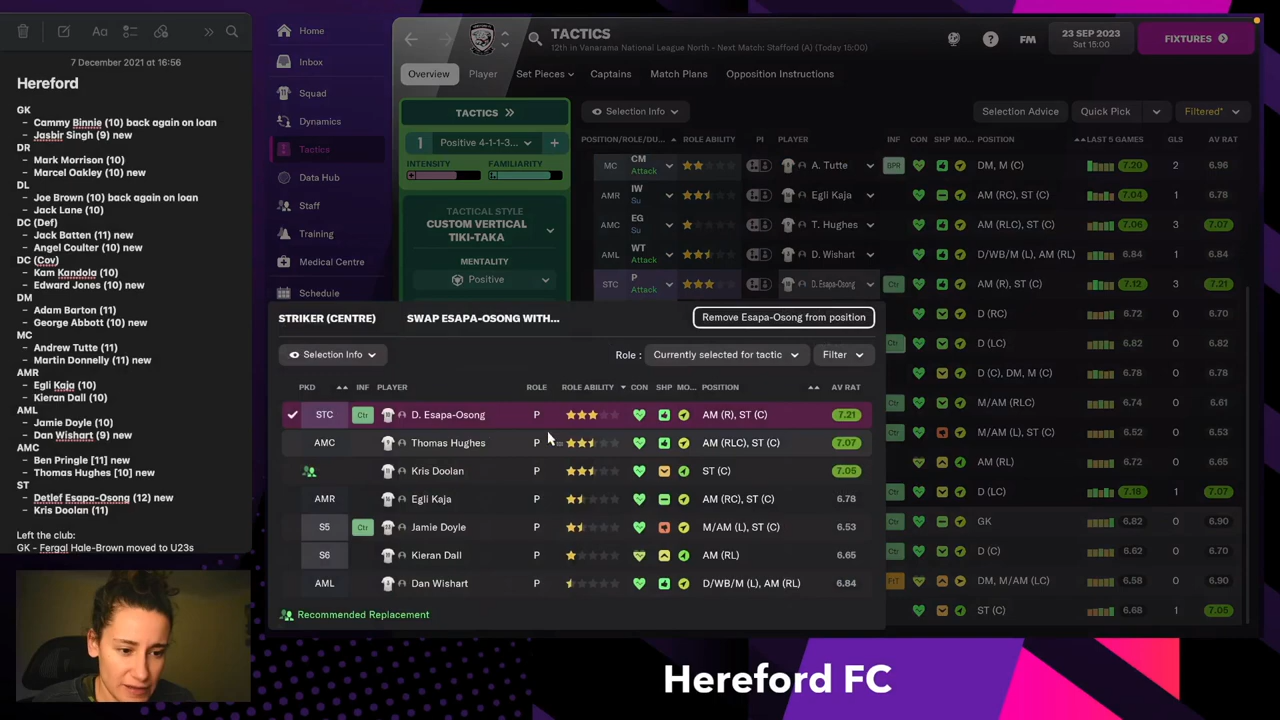 7 December 2021 at 16:56
Hereford
GK
– Cammy Binnie (10) back again on loan
– Jasbir Singh (9) new
DR
– Mark Morrison (10)
– Marcel Oakley (10) new
DL
– Joe Brown (10) back again on loan
– Jack Lane (10)
DC (Def)
– Jack Batten (11) new
– Angel Coulter (11) new
DC (Cov)
– Kam Kandola (10)
– Edward Jones (10) new
DM
– Adam Barton (11) new
– George Abbott (10) new
MC
– Andrew Tutte (11)
– Martin Donnelly (11) new
AMR
– Egli Kaja (10)
– Kieran Dall (10)
AML
– Jamie Doyle (10)
– Dan Wishart (9) new
AMC
– Ben Pringle [11] new
– Thomas Hughes [10] new
ST
– Detlef Esapa-Osong (12) new
– Kris Doolan (11)
Left the club:
GK - Fergal Hale-Brown moved to U23s
Home
Inbox
Squad
Dynamics
Tactics
Data Hub
Staff
Training
Medical Centre
Schedule
TACTICS
12th in Vanarama National League North - Next Match: Stafford (A) (Today 15:00)
FM
23 SEP 2023
Sat 15:00
FIXTURES
Overview Player Set Pieces Captains Match Plans Opposition Instructions
TACTICS
1 Positive 4-1-1-3...
INTENSITY FAMILIARITY
TACTICAL STYLE
CUSTOM VERTICAL
TIKI-TAKA
MENTALITY
Positive
Selection Info Selection Advice Quick Pick Filtered*
POSITION/ROLE/DU... ROLE ABILITY PI PLAYER INF CON SHP MO... POSITION LAST 5 GAMES GLS AV RAT
MC CM Attack A. Tutte BPR DM, M (C) 7.20 2 6.96
AMR IW Su Egli Kaja AM (RC), ST (C) 7.04 1 6.78
AMC EG Su T. Hughes AM (RLC), ST (C) 7.06 3 7.07
AML WT Attack D. Wishart D/WB/M (L), AM (RL) 6.84 1 6.84
STC P Attack D. Esapa-Osong Ctr AM (R), ST (C) 7.12 3 7.21
D (RC) 6.72 0 6.70
Ctr D (LC) 6.82 0 6.82
D (C), DM, M (C) 6.78 0 6.78
Ctr M/AM (RLC) 6.52 0 6.71
Ctr M/AM (L), ST (C) 6.52 0 6.53
AM (RL) 6.72 0 6.65
Ctr D (LC) 7.18 1 7.07
Ctr GK 6.82 0 6.90
Ctr D (C) 6.62 0 6.70
FrT DM, M/AM (LC) 6.58 0 6.90
Ctr ST (C) 6.68 1 7.05
STRIKER (CENTRE) SWAP ESAPA-OSONG WITH... Remove Esapa-Osong from position
Selection Info Role : Currently selected for tactic Filter
PKD INF PLAYER ROLE ROLE ABILITY CON SHP MO... POSITION AV RAT
STC Ctr D. Esapa-Osong P AM (R), ST (C) 7.21
AMC Thomas Hughes P AM (RLC), ST (C) 7.07
Kris Doolan P ST (C) 7.05
AMR Egli Kaja P AM (RC), ST (C) 6.78
S5 Ctr Jamie Doyle P M/AM (L), ST (C) 6.53
S6 Kieran Dall P AM (RL) 6.65
AML Dan Wishart P D/WB/M (L), AM (RL) 6.84
Recommended Replacement
Hereford FC